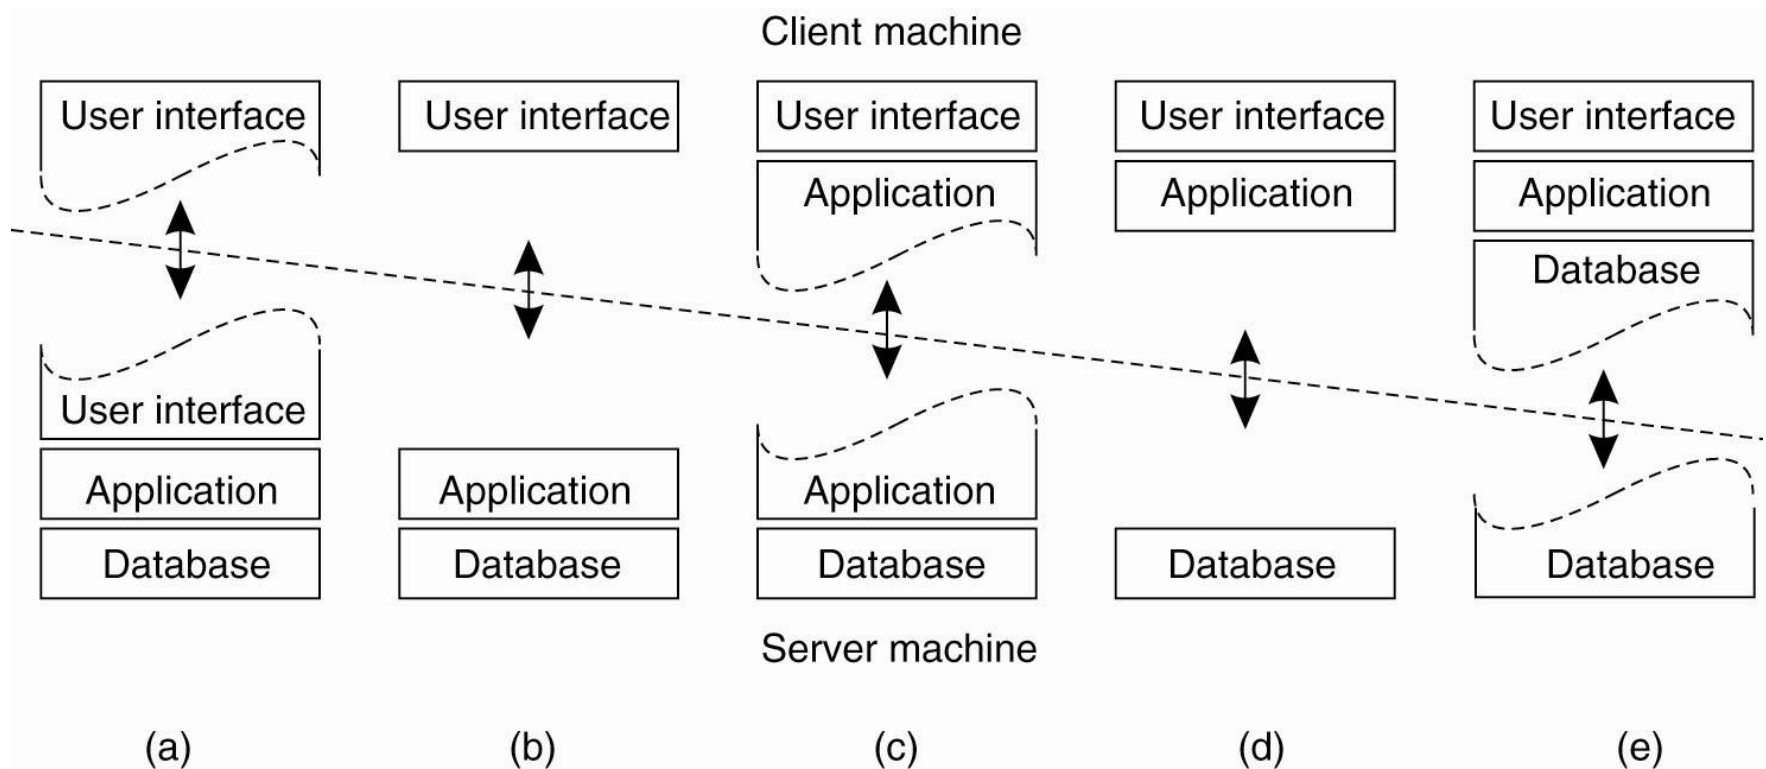 Client machine
User interface
User interface
User interface
User interface
User interface
Application
Application
Application
Database
User interface
Application
Application
Application
Database
Database
Database
Database
Database
Server machine
(a)
(b)
(c)
(d)
(e)